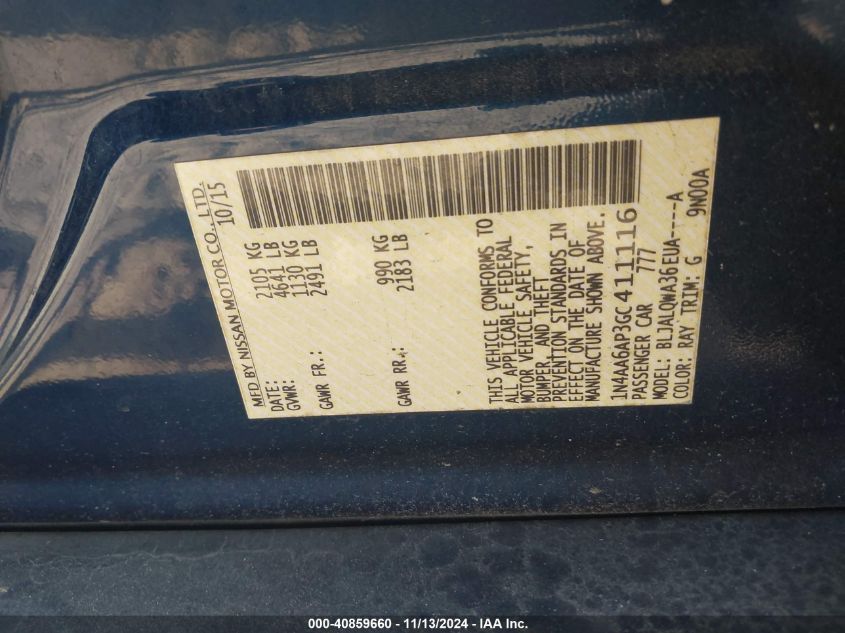 MFD BY NISSAN MOTOR CO., LTD.
DATE: 10/15
GVWR: 2105 KG
4641 LB
GAWR FR.: 1130 KG
2491 LB
GAWR RR.: 990 KG
2183 LB
THIS VEHICLE CONFORMS TO
ALL APPLICABLE FEDERAL
MOTOR VEHICLE SAFETY,
BUMPER, AND THEFT
PREVENTION STANDARDS IN
EFFECT ON THE DATE OF
MANUFACTURE SHOWN ABOVE.
1N4AA6AP3GC411116
PASSENGER CAR 777
MODEL: BLJALQWA36EUA----A
COLOR: RAY TRIM: G 9N00A
000-40859660 - 11/13/2024 - IAA Inc.